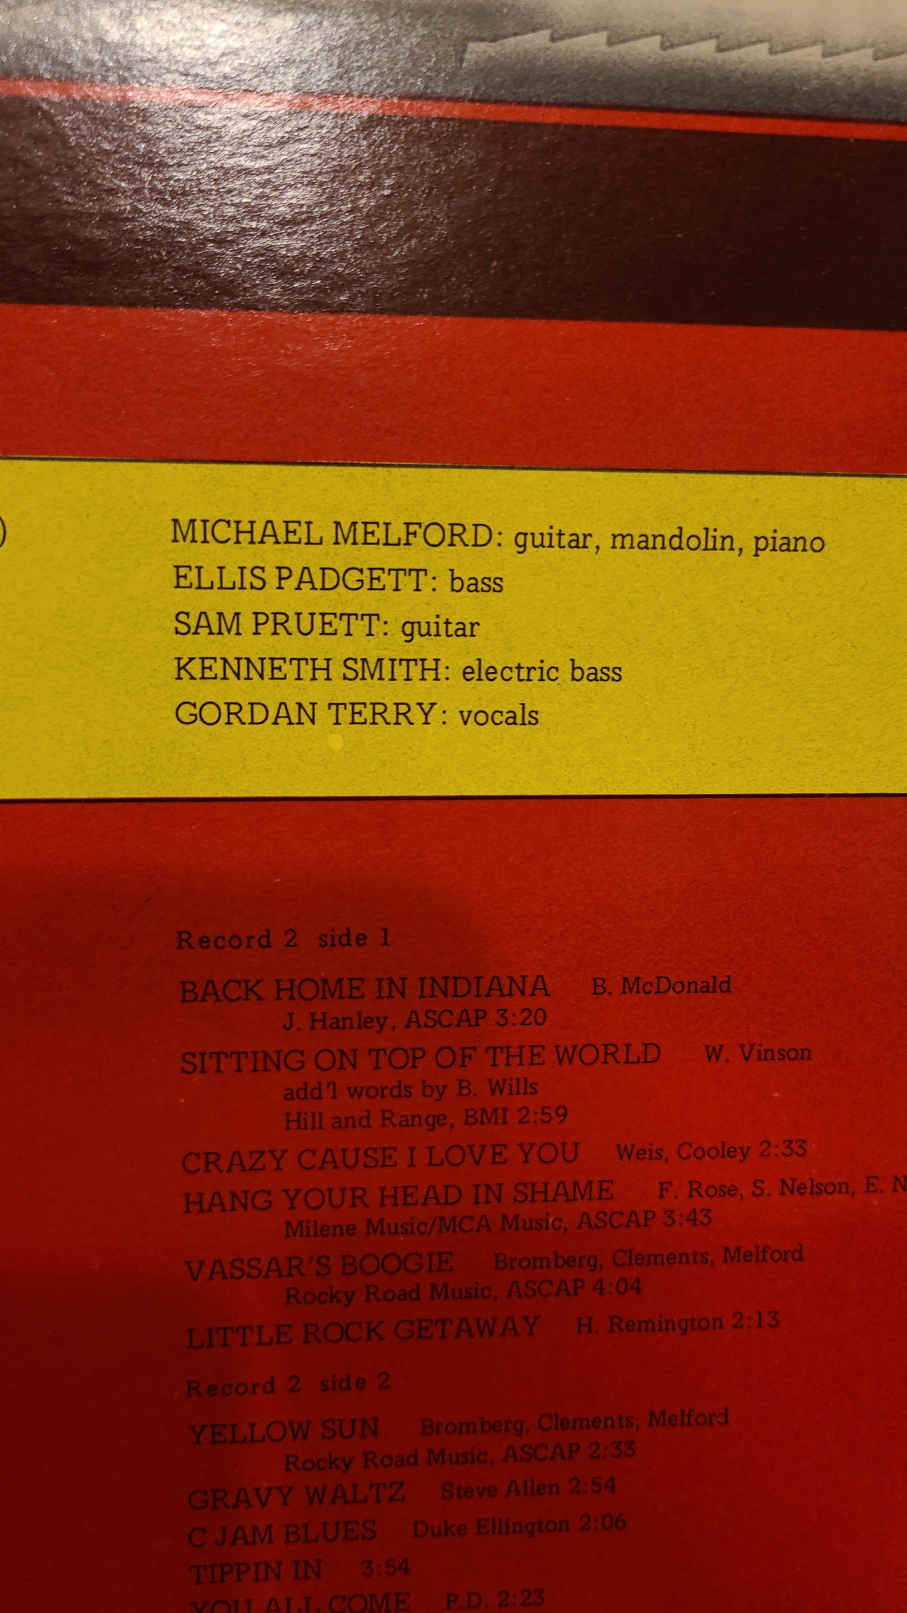 )
MICHAEL MELFORD: guitar, mandolin, piano
ELLIS PADGETT: bass
SAM PRUETT: guitar
KENNETH SMITH: electric bass
GORDAN TERRY: vocals
Record 2 side 1
BACK HOME IN INDIANA B. McDonald
J. Hanley, ASCAP 3:20
SITTING ON TOP OF THE WORLD W. Vinson
add'l words by B. Wills
Hill and Range, BMI 2:59
CRAZY CAUSE I LOVE YOU Weis, Cooley 2:33
HANG YOUR HEAD IN SHAME F. Rose, S. Nelson, E. N
Milene Music/MCA Music, ASCAP 3:43
VASSAR'S BOOGIE Bromberg, Clements, Melford
Rocky Road Music, ASCAP 4:04
LITTLE ROCK GETAWAY H. Remington 2:13
Record 2 side 2
YELLOW SUN Bromberg, Clements, Melford
Rocky Road Music, ASCAP 2:33
GRAVY WALTZ Steve Allen 2:54
C JAM BLUES Duke Ellington 2:06
TIPPIN IN 3:54
YOU ALL COME P.D. 2:23